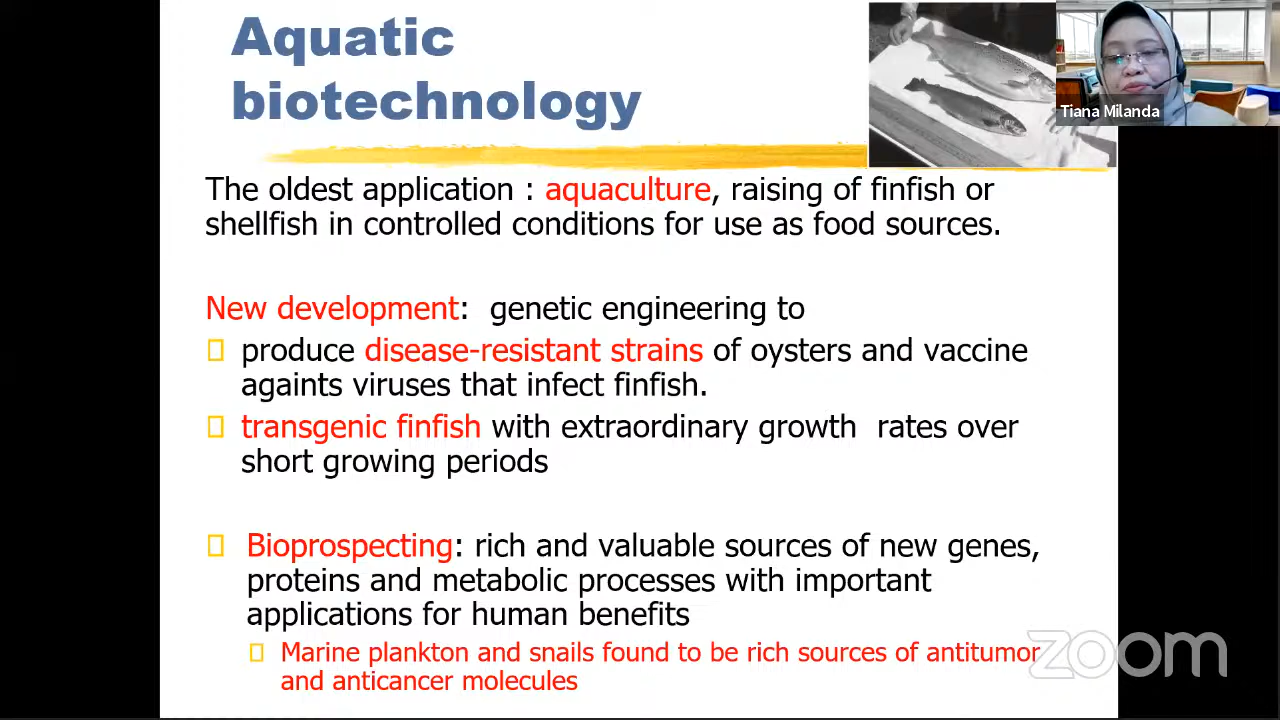 Aquatic
biotechnology
Tiana Milanda
The oldest application : aquaculture, raising of finfish or
shellfish in controlled conditions for use as food sources.
New development:  genetic engineering to
produce disease-resistant strains of oysters and vaccine
againts viruses that infect finfish.
transgenic finfish with extraordinary growth  rates over
short growing periods
Bioprospecting: rich and valuable sources of new genes,
proteins and metabolic processes with important
applications for human benefits
Marine plankton and snails found to be rich sources of antitumor
and anticancer molecules
zoom